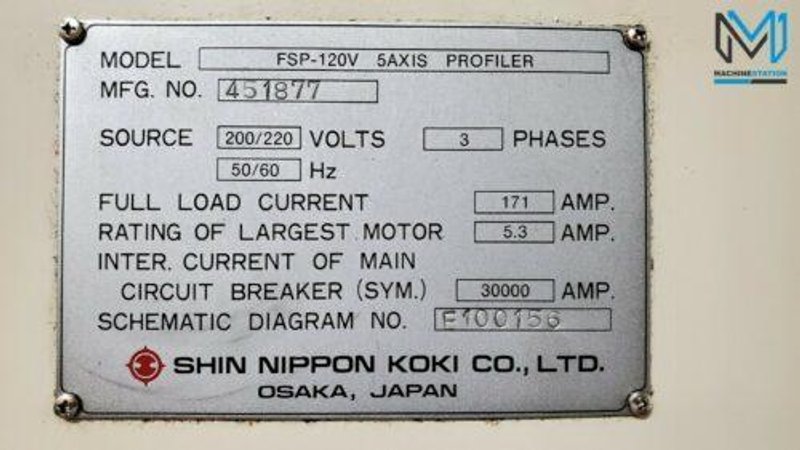 MODEL FSP-120V 5AXIS PROFILER
MFG. NO. 451877
SOURCE 200/220 VOLTS 3 PHASES
50/60 Hz
FULL LOAD CURRENT 171 AMP.
RATING OF LARGEST MOTOR 5.3 AMP.
INTER. CURRENT OF MAIN
CIRCUIT BREAKER (SYM.) 30000 AMP.
SCHEMATIC DIAGRAM NO. E100156
SHIN NIPPON KOKI CO., LTD.
OSAKA, JAPAN
MACHINESTATION